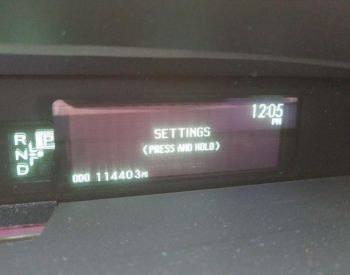 12:05
PM
SETTINGS
(PRESS AND HOLD)
R
P
N
D
ODO 114403MI